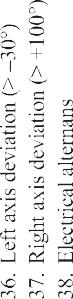 36. Left axis deviation (> −30°)
37. Right axis deviation (> +100°)
38. Electrical alternans